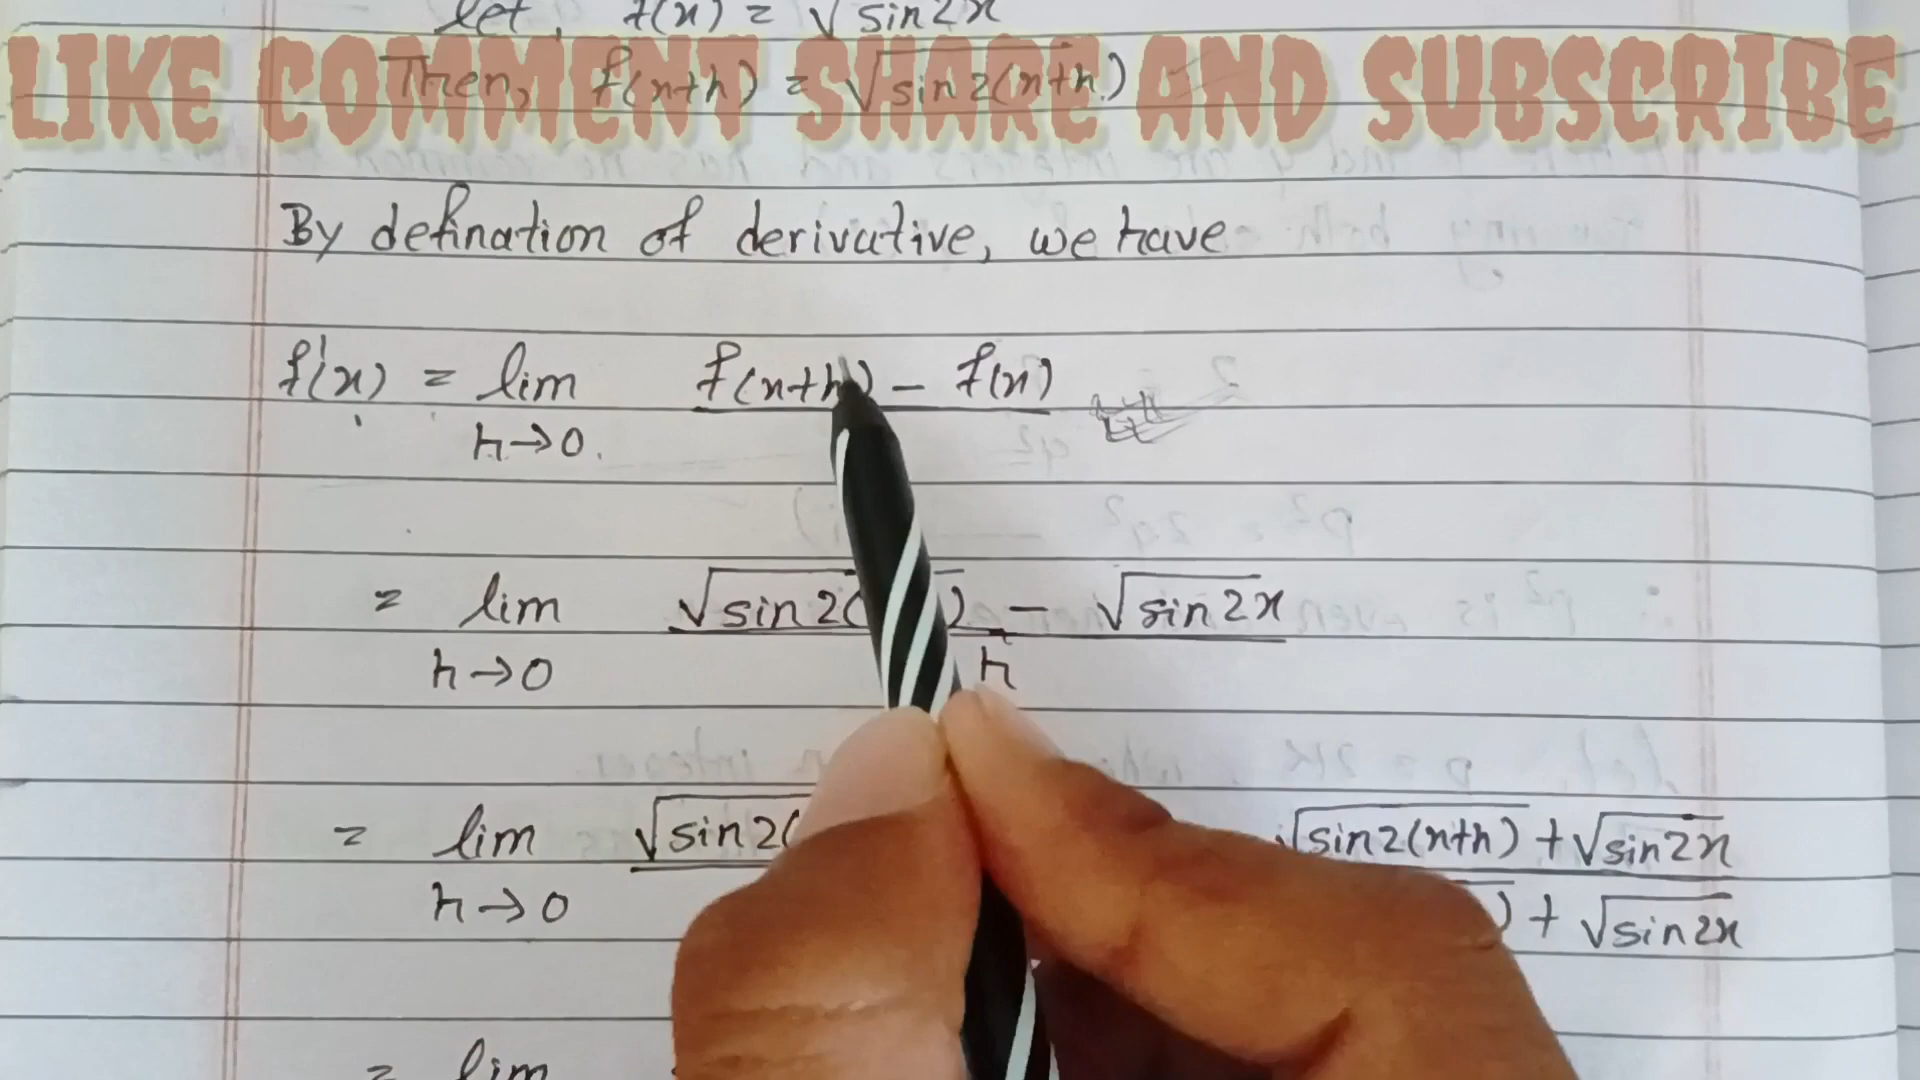 let, f(x) = √sin2x
LIKE COMMENT SHARE AND SUBSCRIBE
Then, f(x+h) = √sin2(x+h)
By defination of derivative, we have
f'(x) = lim f(x+h) - f(x)
h→0.
= lim √sin2( ) - √sin2x
h→0 h
= lim √sin2( √sin2(x+h) + √sin2x
h→0 ) + √sin2x
= lim